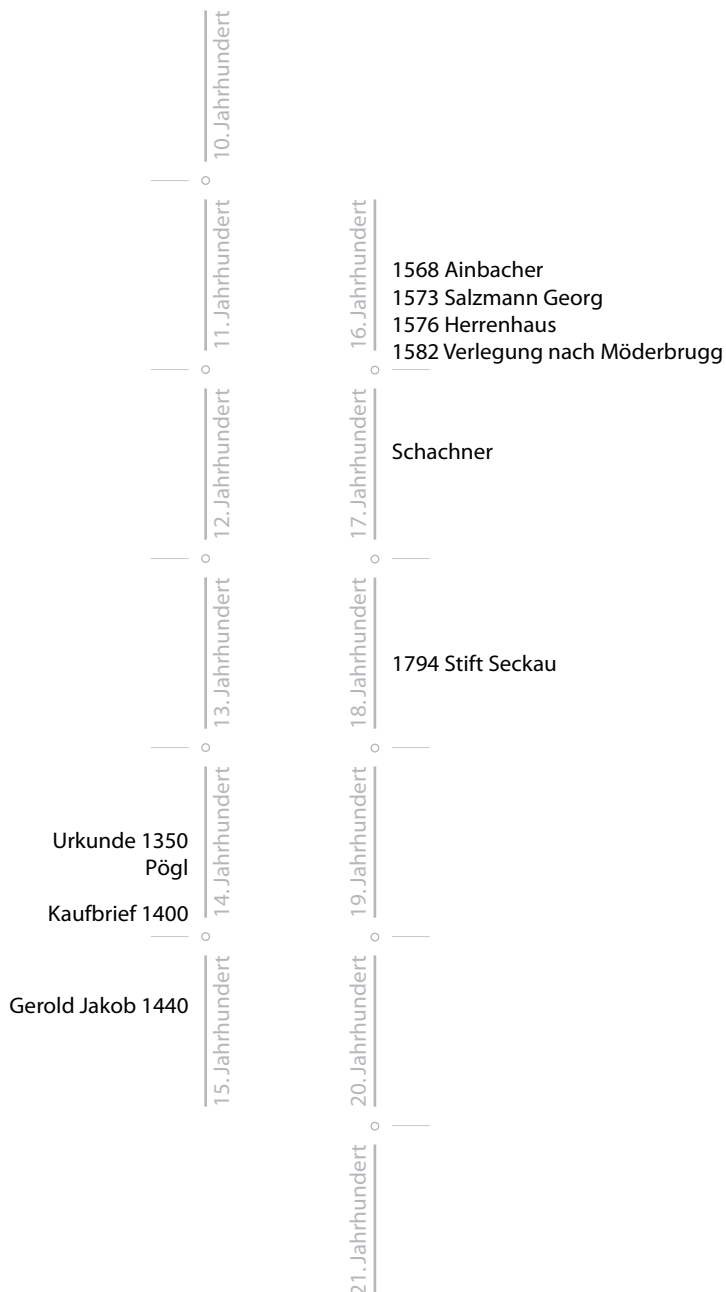 10. Jahrhundert
11. Jahrhundert
12. Jahrhundert
13. Jahrhundert
Urkunde 1350
Pögl
Kaufbrief 1400
14. Jahrhundert
Gerold Jakob 1440
15. Jahrhundert
16. Jahrhundert
1568 Ainbacher
1573 Salzmann Georg
1576 Herrenhaus
1582 Verlegung nach Möderbrugg
17. Jahrhundert
Schachner
18. Jahrhundert
1794 Stift Seckau
19. Jahrhundert
20. Jahrhundert
21. Jahrhundert